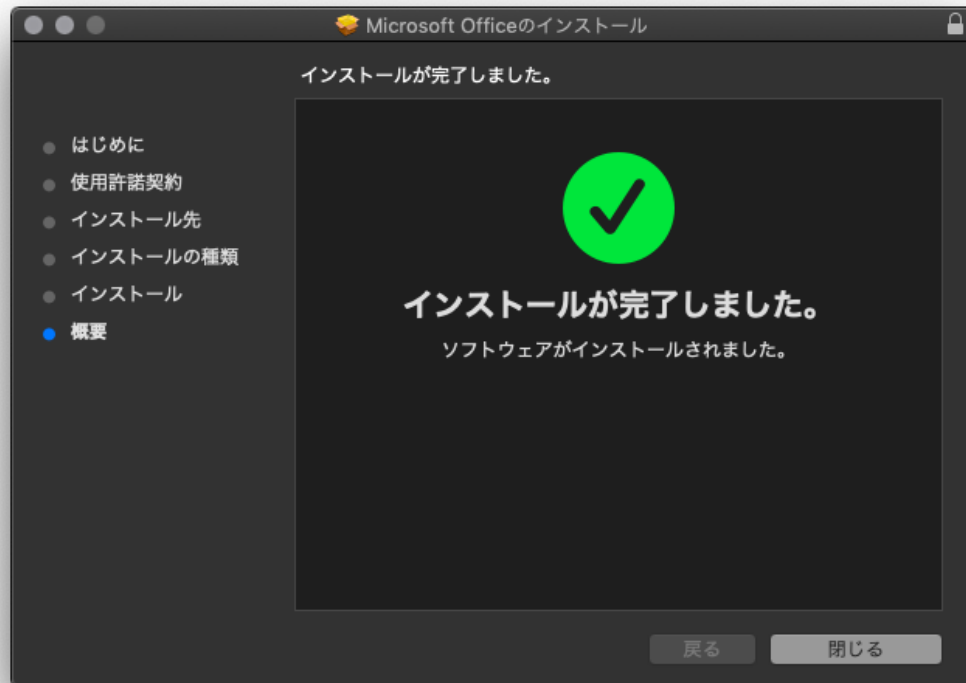 Microsoft Officeのインストール
インストールが完了しました。
はじめに
使用許諾契約
インストール先
インストールの種類
インストール
概要
インストールが完了しました。
ソフトウェアがインストールされました。
戻る
閉じる